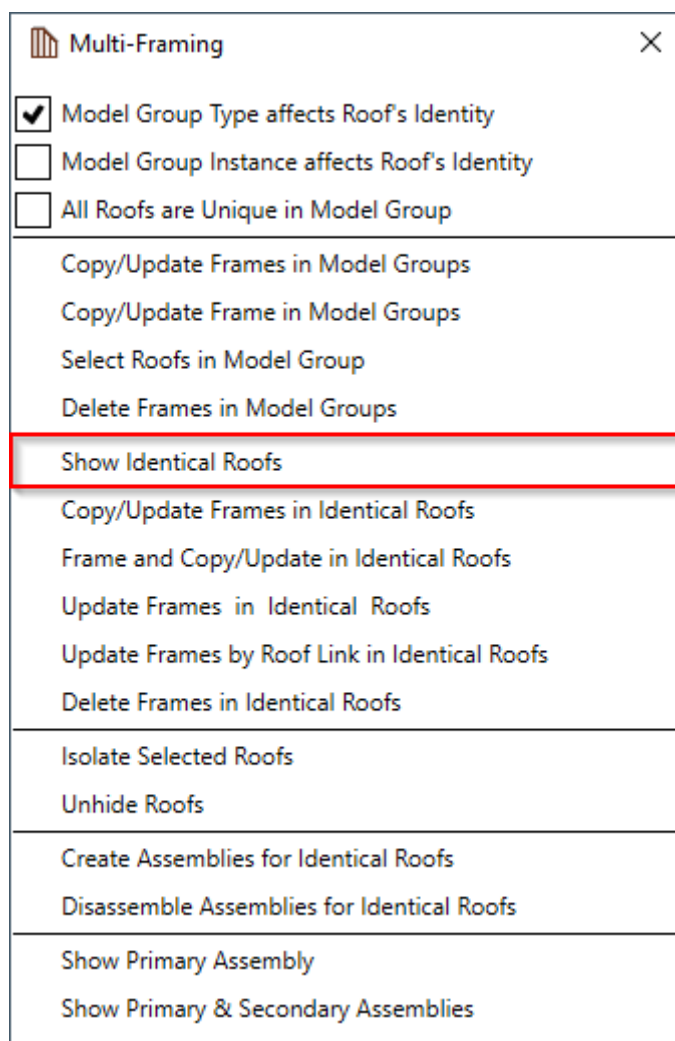 Multi-Framing
Model Group Type affects Roof's Identity
Model Group Instance affects Roof's Identity
All Roofs are Unique in Model Group
Copy/Update Frames in Model Groups
Copy/Update Frame in Model Groups
Select Roofs in Model Group
Delete Frames in Model Groups
Show Identical Roofs
Copy/Update Frames in Identical Roofs
Frame and Copy/Update in Identical Roofs
Update Frames  in  Identical  Roofs
Update Frames by Roof Link in Identical Roofs
Delete Frames in Identical Roofs
Isolate Selected Roofs
Unhide Roofs
Create Assemblies for Identical Roofs
Disassemble Assemblies for Identical Roofs
Show Primary Assembly
Show Primary & Secondary Assemblies